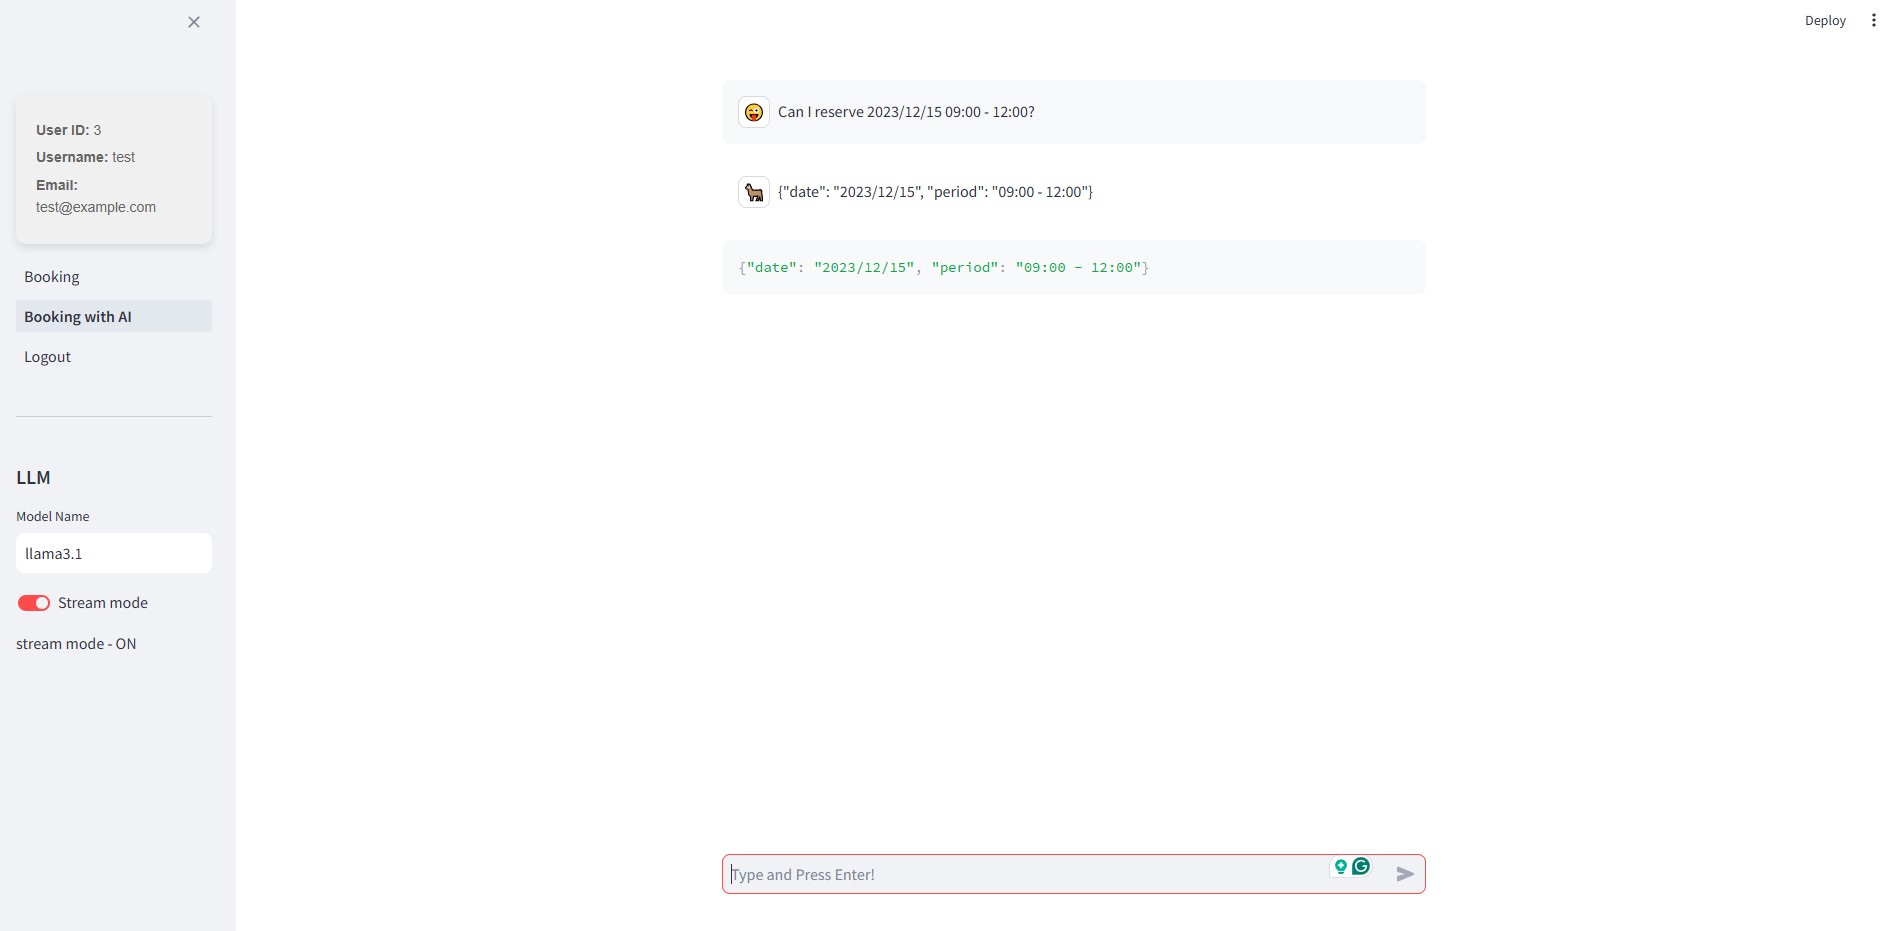 Deploy
User ID: 3
Username: test
Email:
test@example.com
Booking
Booking with AI
Logout
LLM
Model Name
llama3.1
Stream mode
stream mode - ON
Can I reserve 2023/12/15 09:00 - 12:00?
{"date": "2023/12/15", "period": "09:00 - 12:00"}
{"date": "2023/12/15", "period": "09:00 - 12:00"}
Type and Press Enter!